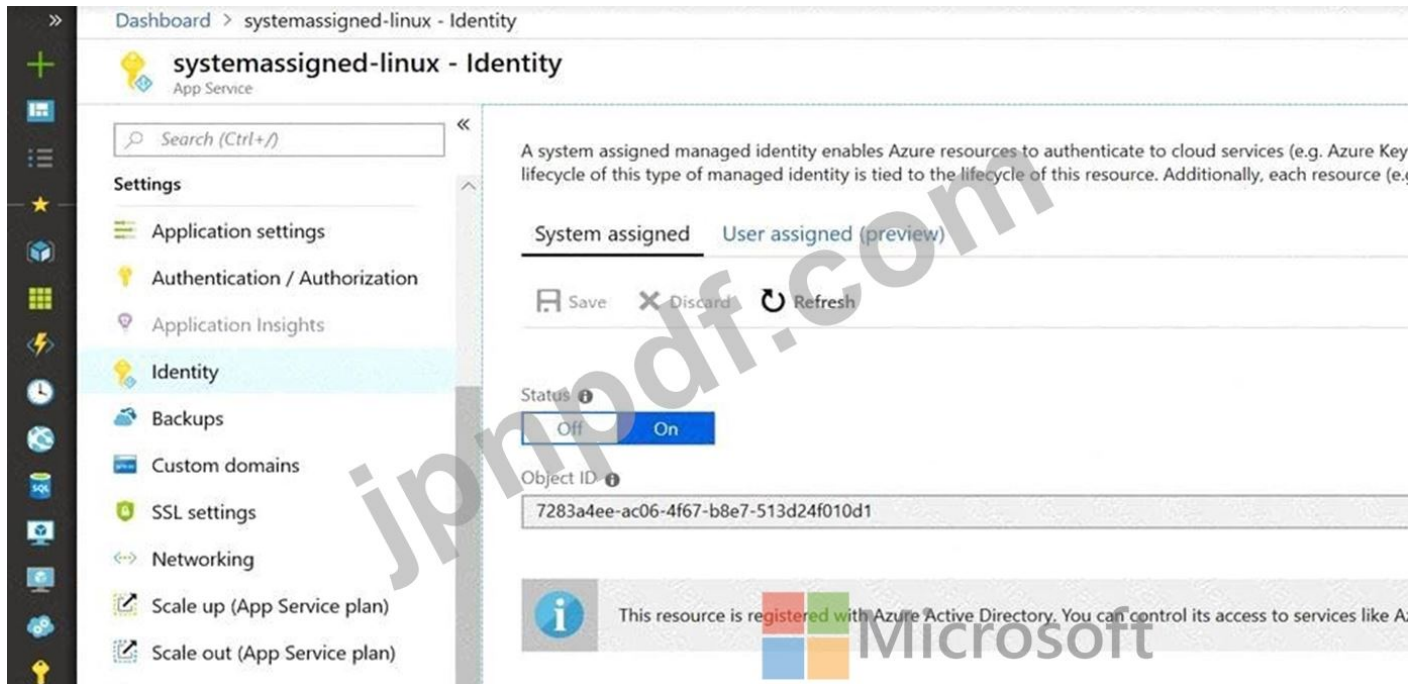 Dashboard > systemassigned-linux - Identity
systemassigned-linux - Identity
App Service
Search (Ctrl+/)
Settings
Application settings
Authentication / Authorization
Application Insights
Identity
Backups
Custom domains
SSL settings
Networking
Scale up (App Service plan)
Scale out (App Service plan)
A system assigned managed identity enables Azure resources to authenticate to cloud services (e.g. Azure Key
lifecycle of this type of managed identity is tied to the lifecycle of this resource. Additionally, each resource (e.g
System assigned User assigned (preview)
Save Discard Refresh
Status
Off On
Object ID
7283a4ee-ac06-4f67-b8e7-513d24f010d1
This resource is registered with Azure Active Directory. You can control its access to services like A
jpnpdf.com
Microsoft
SQL